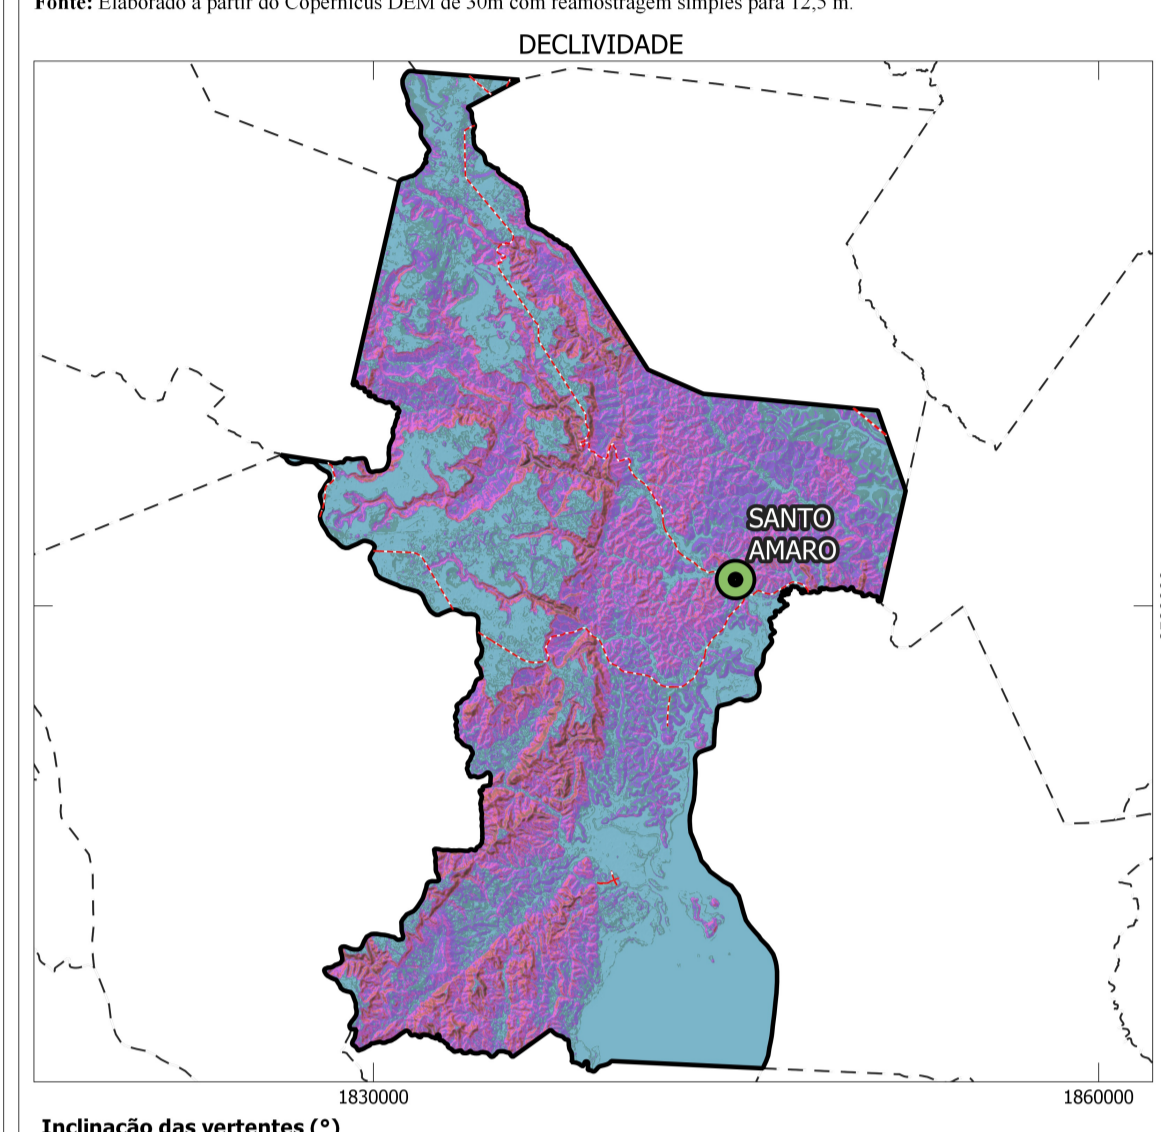 Fonte: Elaborado a partir do Copernicus DEM de 30m com reamostragem simples para 12,5 m.
DECLIVIDADE
SANTO
AMARO
1830000
1860000
Inclinação das vertentes (°)